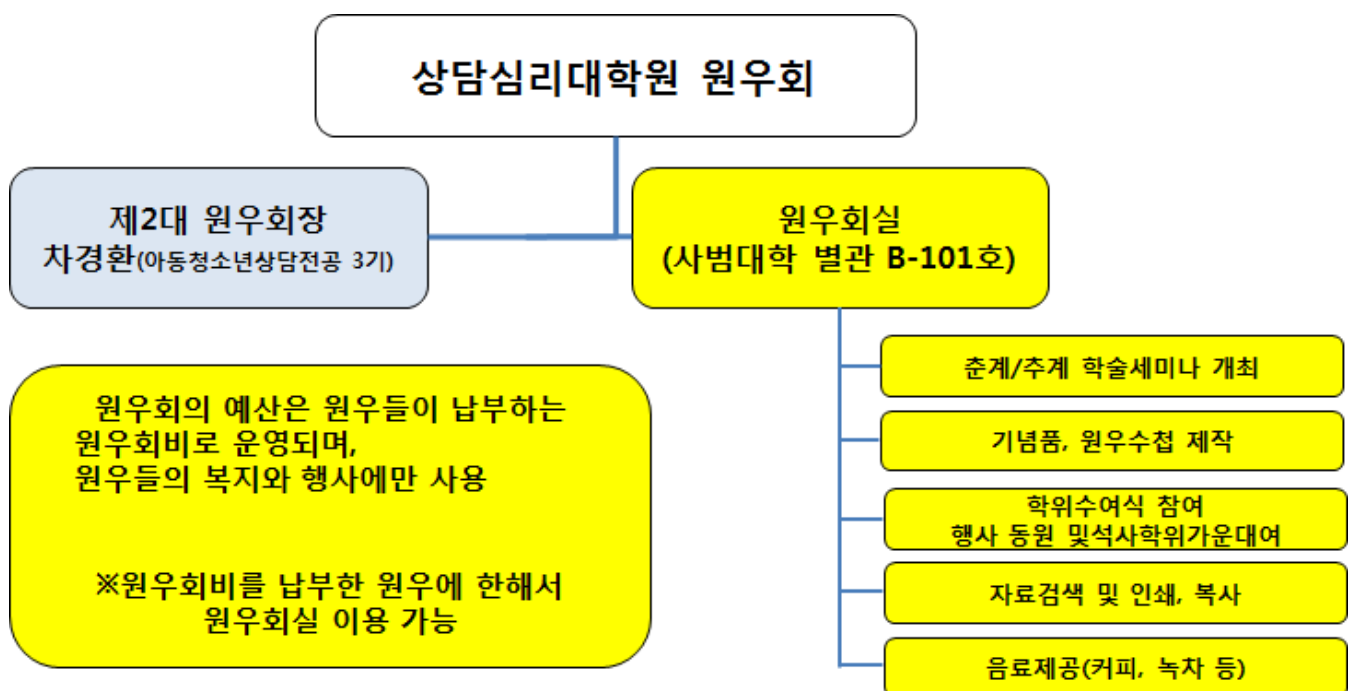 상담심리대학원 원우회
제2대 원우회장
차경환(아동청소년상담전공 3기)
원우회실
(사범대학 별관 B-101호)
원우회의 예산은 원우들이 납부하는
원우회비로 운영되며,
원우들의 복지와 행사에만 사용
※원우회비를 납부한 원우에 한해서
원우회실 이용 가능
춘계/추계 학술세미나 개최
기념품, 원우수첩 제작
학위수여식 참여
행사 동원 및석사학위가운대여
자료검색 및 인쇄, 복사
음료제공(커피, 녹차 등)